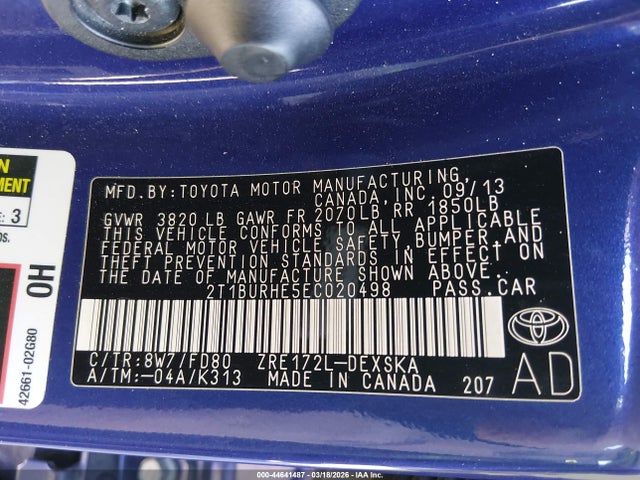 MFD.BY:TOYOTA MOTOR MANUFACTURING,
CANADA,INC. 09/13
GVWR 3820 LB GAWR FR 2070LB RR 1850LB
THIS VEHICLE CONFORMS TO ALL APPLICABLE
FEDERAL MOTOR VEHICLE SAFETY,BUMPER,AND
THEFT PREVENTION STANDARDS IN EFFECT ON
THE DATE OF MANUFACTURE SHOWN ABOVE.
2T1BURHE5EC020498 PASS.CAR
C/TR:8W7/FD80 ZRE172L-DEXSKA
A/TM:-04A/K313 MADE IN CANADA 207
AD
: 3
OH
42661-02G80
000-44641487 - 03/18/2026 - IAA Inc.